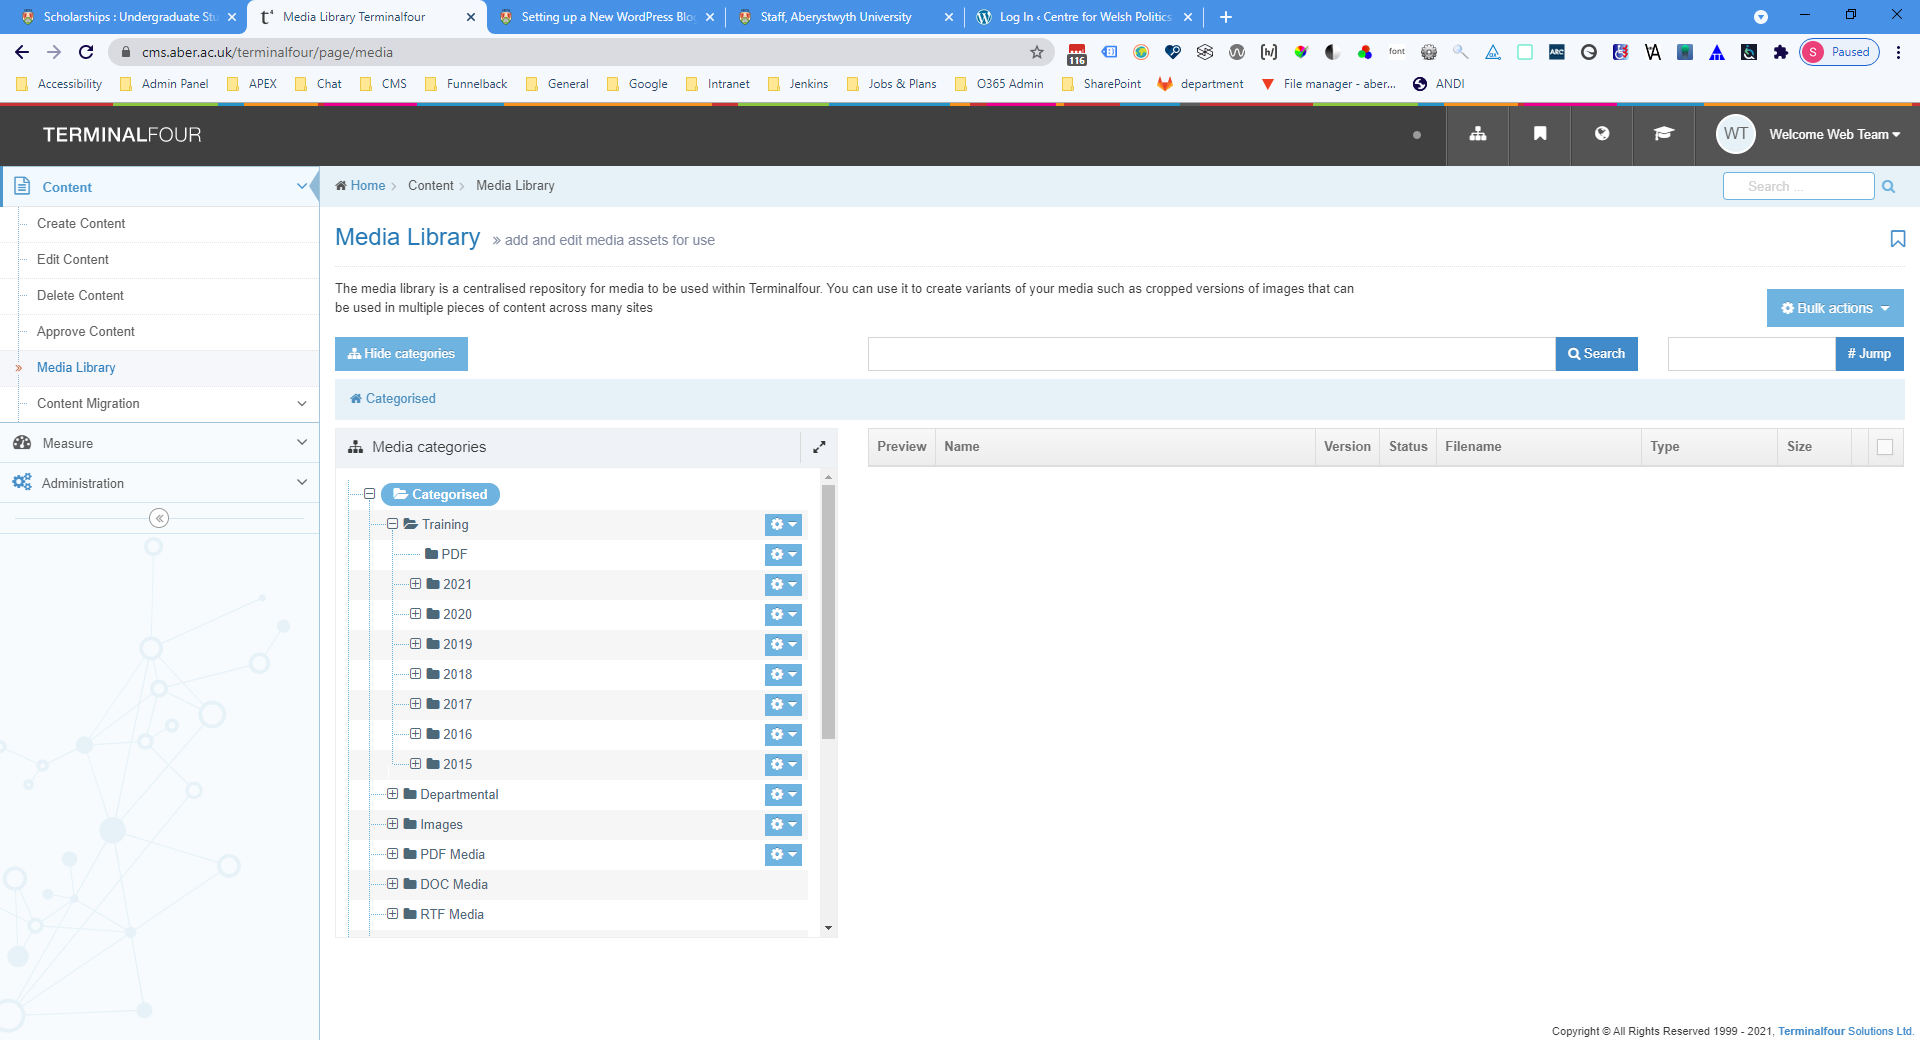 Scholarships : Undergraduate Stu
Media Library Terminalfour
Setting up a New WordPress Blog
Staff, Aberystwyth University
Log In ‹ Centre for Welsh Politics
cms.aber.ac.uk/terminalfour/page/media
116
font
ARC
S Paused
Accessibility
Admin Panel
APEX
Chat
CMS
Funnelback
General
Google
Intranet
Jenkins
Jobs & Plans
O365 Admin
SharePoint
department
File manager - aber...
ANDI
TERMINALFOUR
WT Welcome Web Team
Content
Home Content Media Library
Search ...
Create Content
Edit Content
Delete Content
Approve Content
Media Library
Content Migration
Measure
Administration
Media Library » add and edit media assets for use
The media library is a centralised repository for media to be used within Terminalfour. You can use it to create variants of your media such as cropped versions of images that can
be used in multiple pieces of content across many sites
Bulk actions
Hide categories
Search
# Jump
Categorised
Media categories
Preview Name Version Status Filename Type Size
Categorised
Training
PDF
2021
2020
2019
2018
2017
2016
2015
Departmental
Images
PDF Media
DOC Media
RTF Media
Copyright © All Rights Reserved 1999 - 2021, Terminalfour Solutions Ltd.